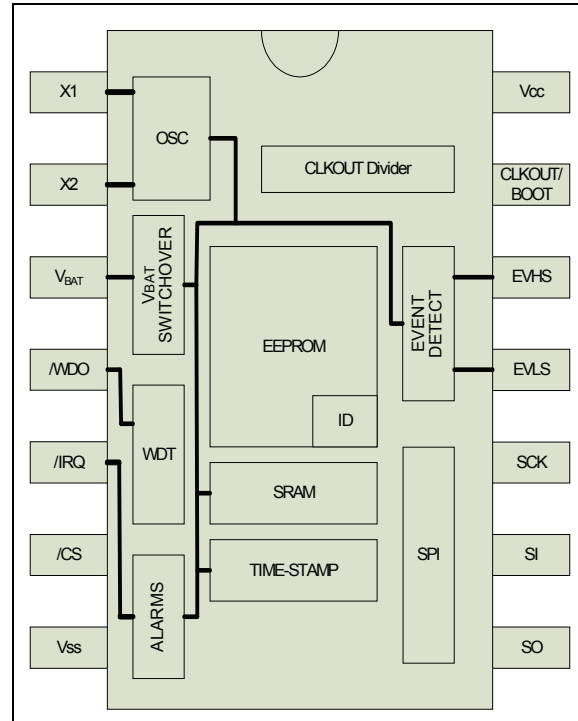 X1
X2
VBAT
/WDO
/IRQ
/CS
Vss
OSC
VBAT
SWITCHOVER
WDT
ALARMS
CLKOUT Divider
EEPROM
ID
SRAM
TIME-STAMP
EVENT
DETECT
SPI
Vcc
CLKOUT/
BOOT
EVHS
EVLS
SCK
SI
SO